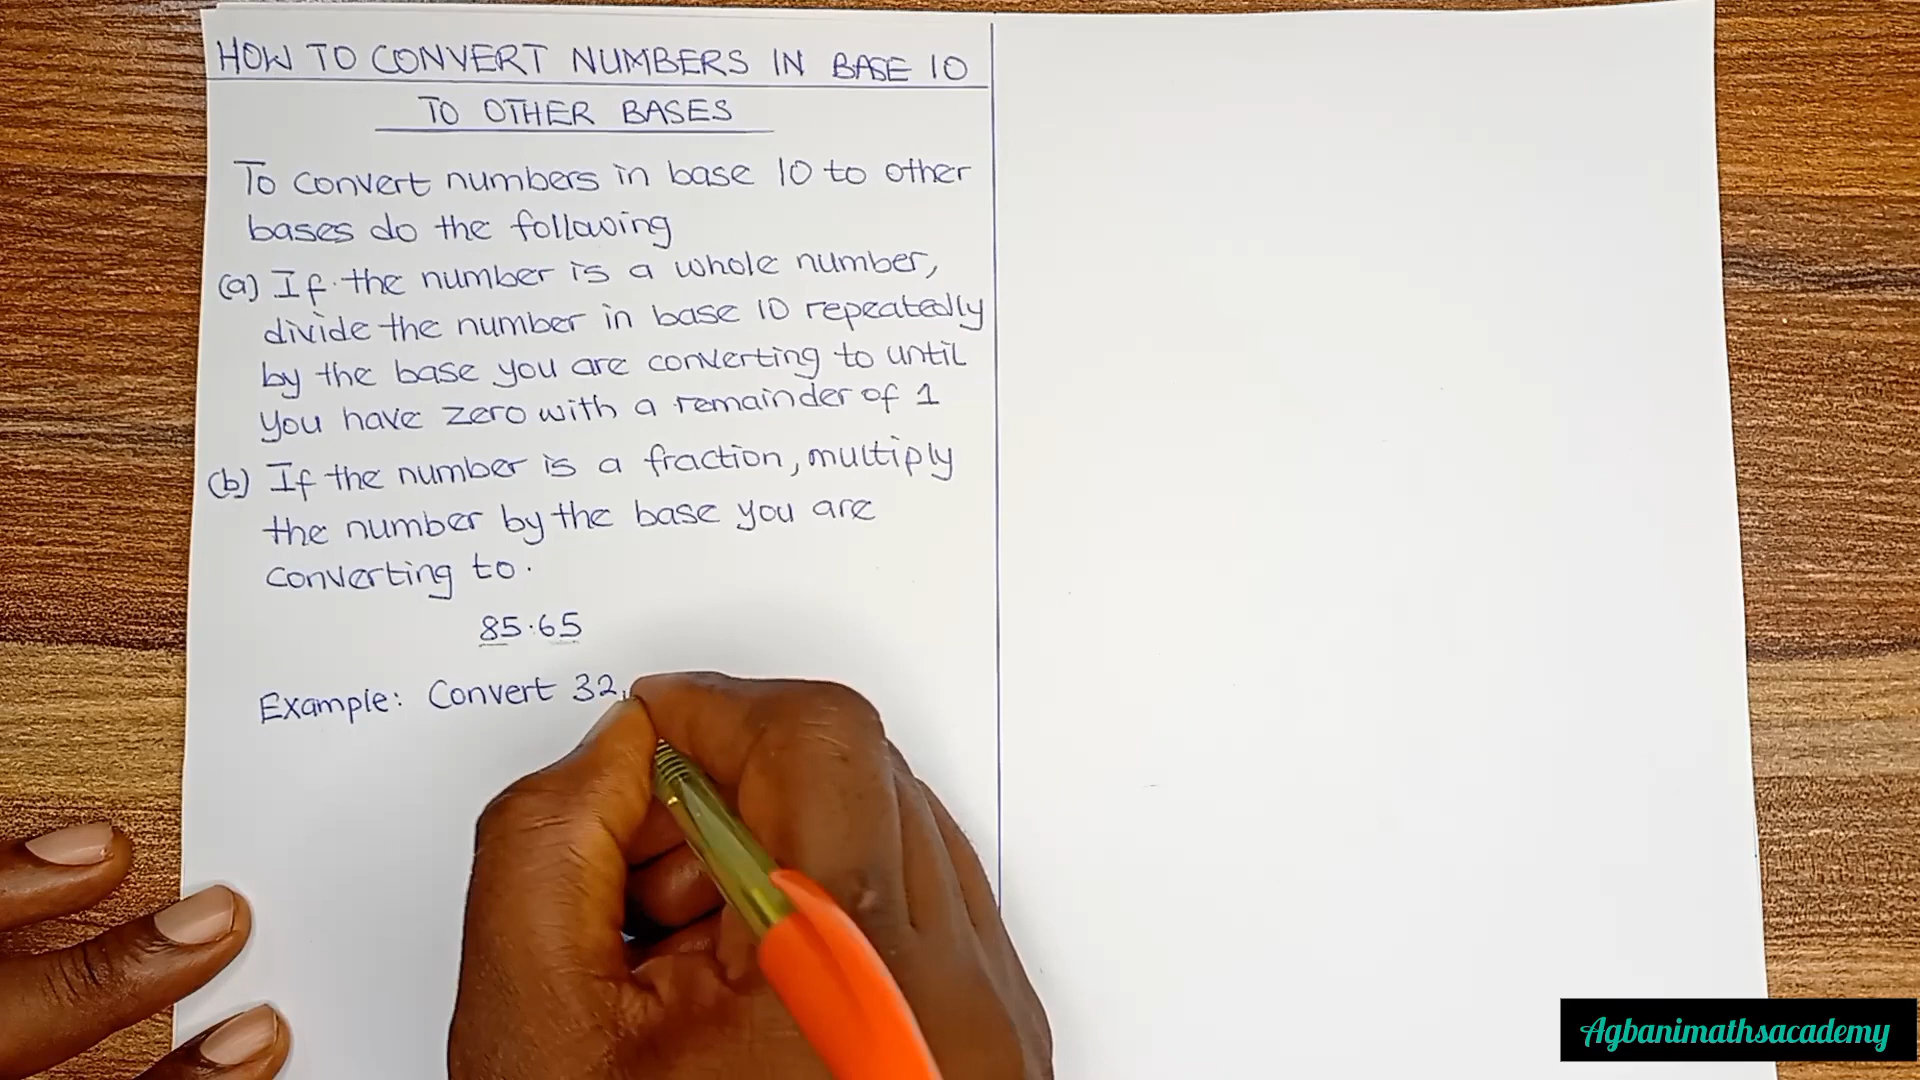 HOW TO CONVERT NUMBERS IN BASE 10
TO OTHER BASES
To convert numbers in base 10 to other
bases do the following
(a) If the number is a whole number,
divide the number in base 10 repeatedly
by the base you are converting to until
you have zero with a remainder of 1
(b) If the number is a fraction, multiply
the number by the base you are
converting to.
85.65
Example: Convert 32
Agbanimathsacademy